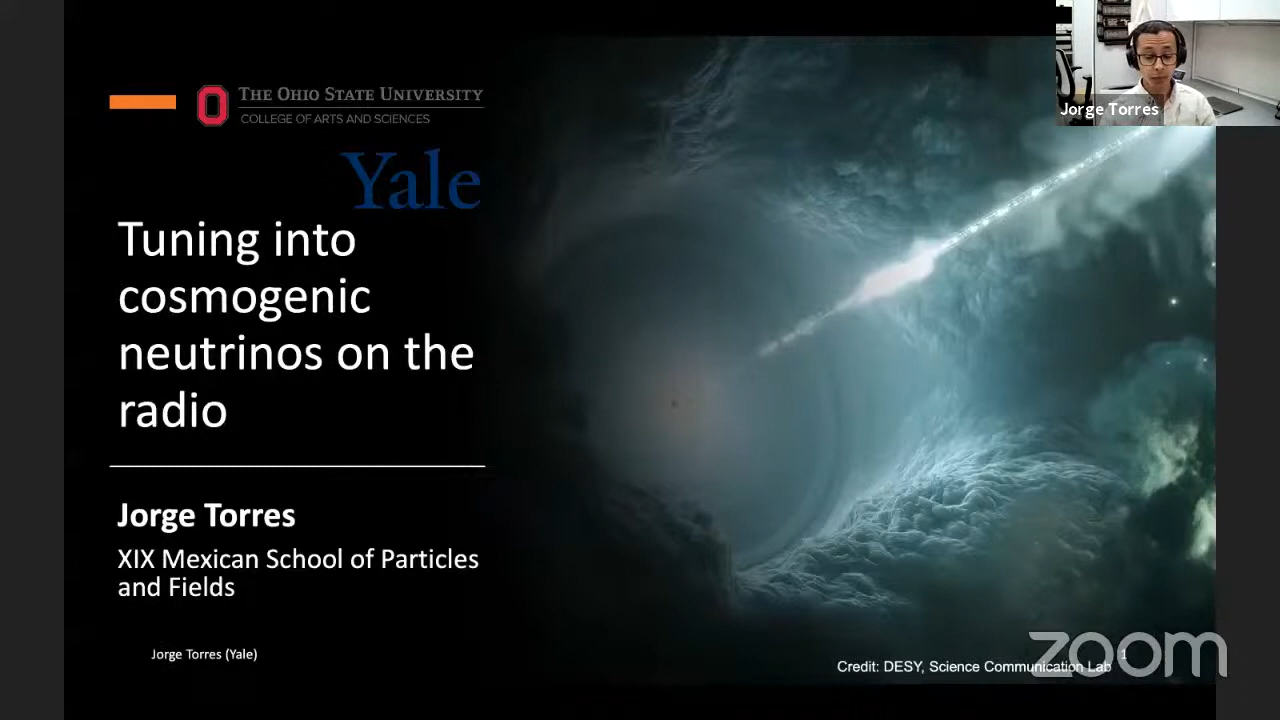 THE OHIO STATE UNIVERSITY
COLLEGE OF ARTS AND SCIENCES
Yale
Tuning into
cosmogenic
neutrinos on the
radio
Jorge Torres
XIX Mexican School of Particles
and Fields
Jorge Torres (Yale)
Credit: DESY, Science Communication Lab
1
zoom
Jorge Torres